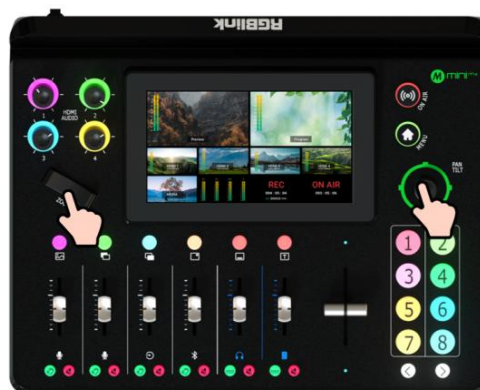 RGBlink
mini
ON AIR
MENU
PAN
TILT
HDMI
AUDIO
1
2
3
4
Preview
Program
REC
ON AIR
1
2
3
4
5
6
7
8